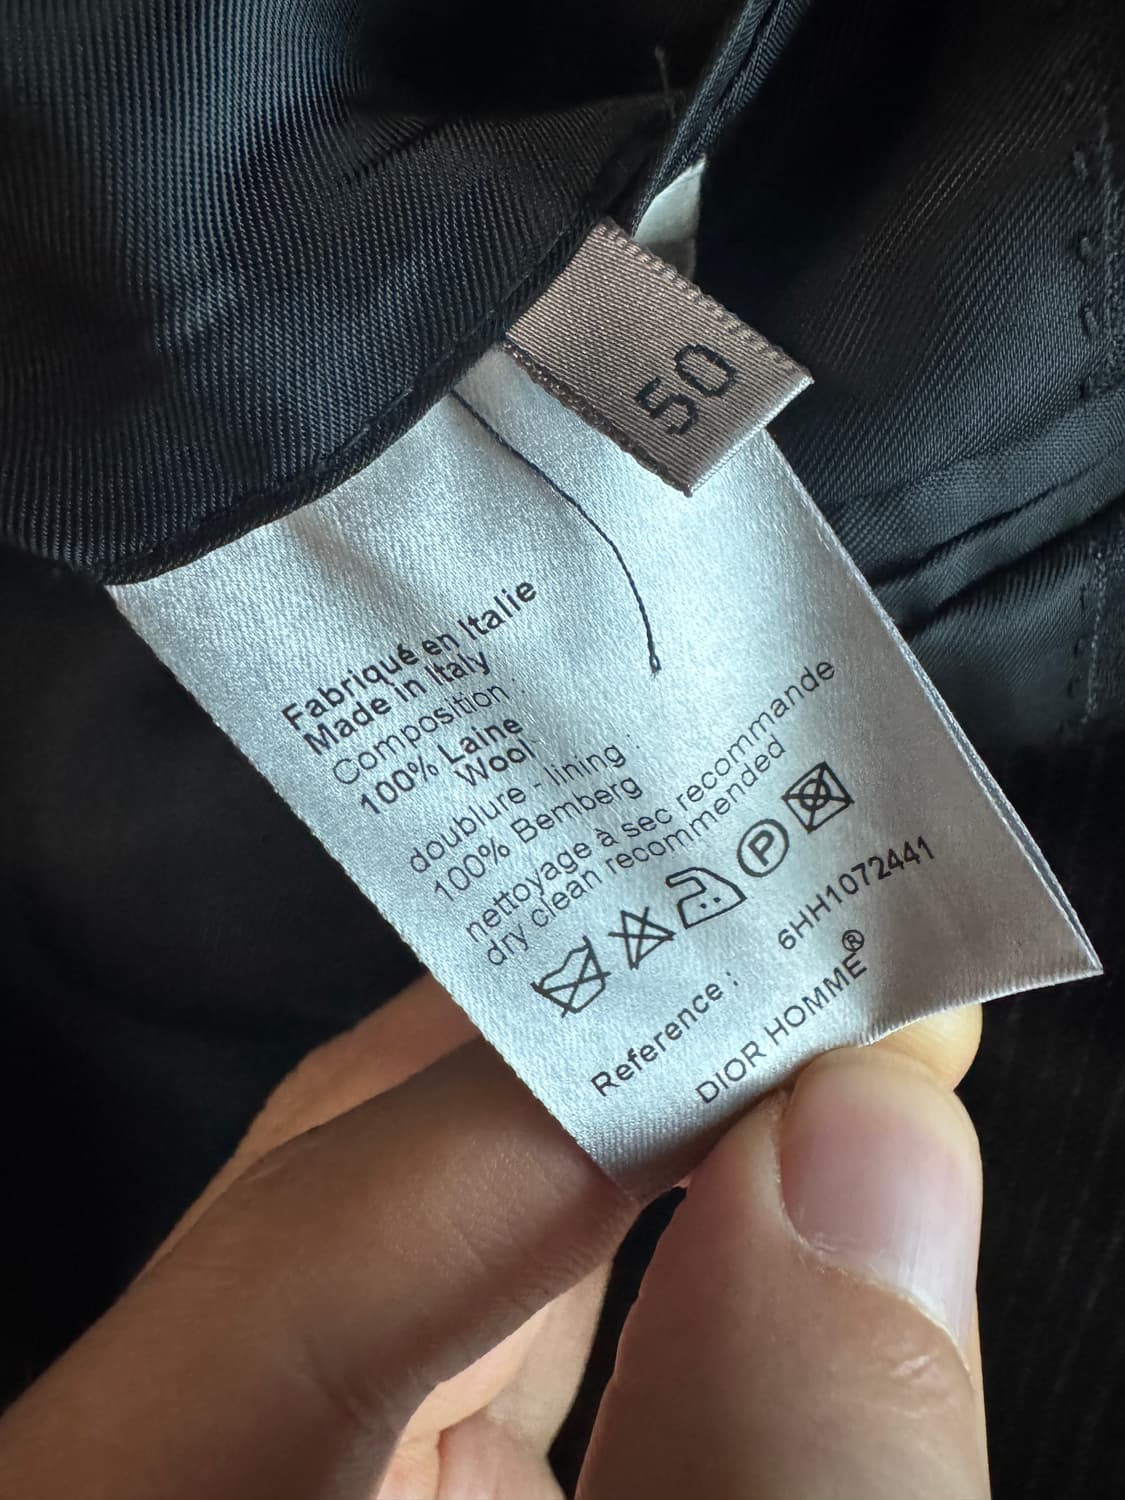 50
Fabriqué en Italie
Made in Italy
Composition :
100% Laine
Wool
doublure - lining :
100% Bemberg
nettoyage à sec recommande
dry clean recommended
P
Reference : 6HH1072441
DIOR HOMME®